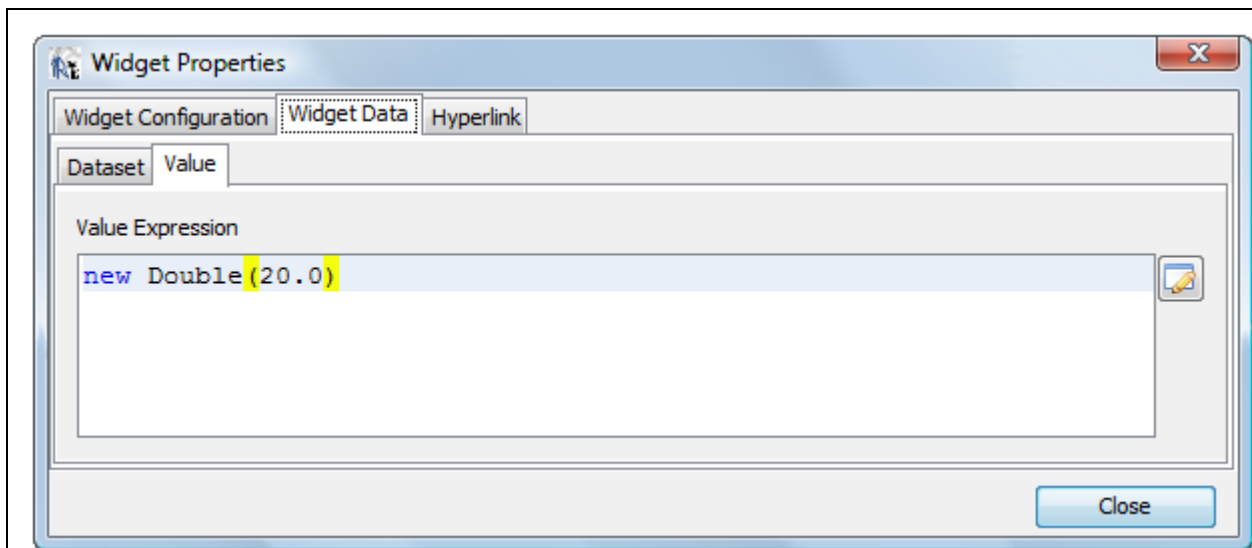 Widget Properties
Widget Configuration Widget Data Hyperlink
Dataset Value
Value Expression
new Double(20.0)
Close